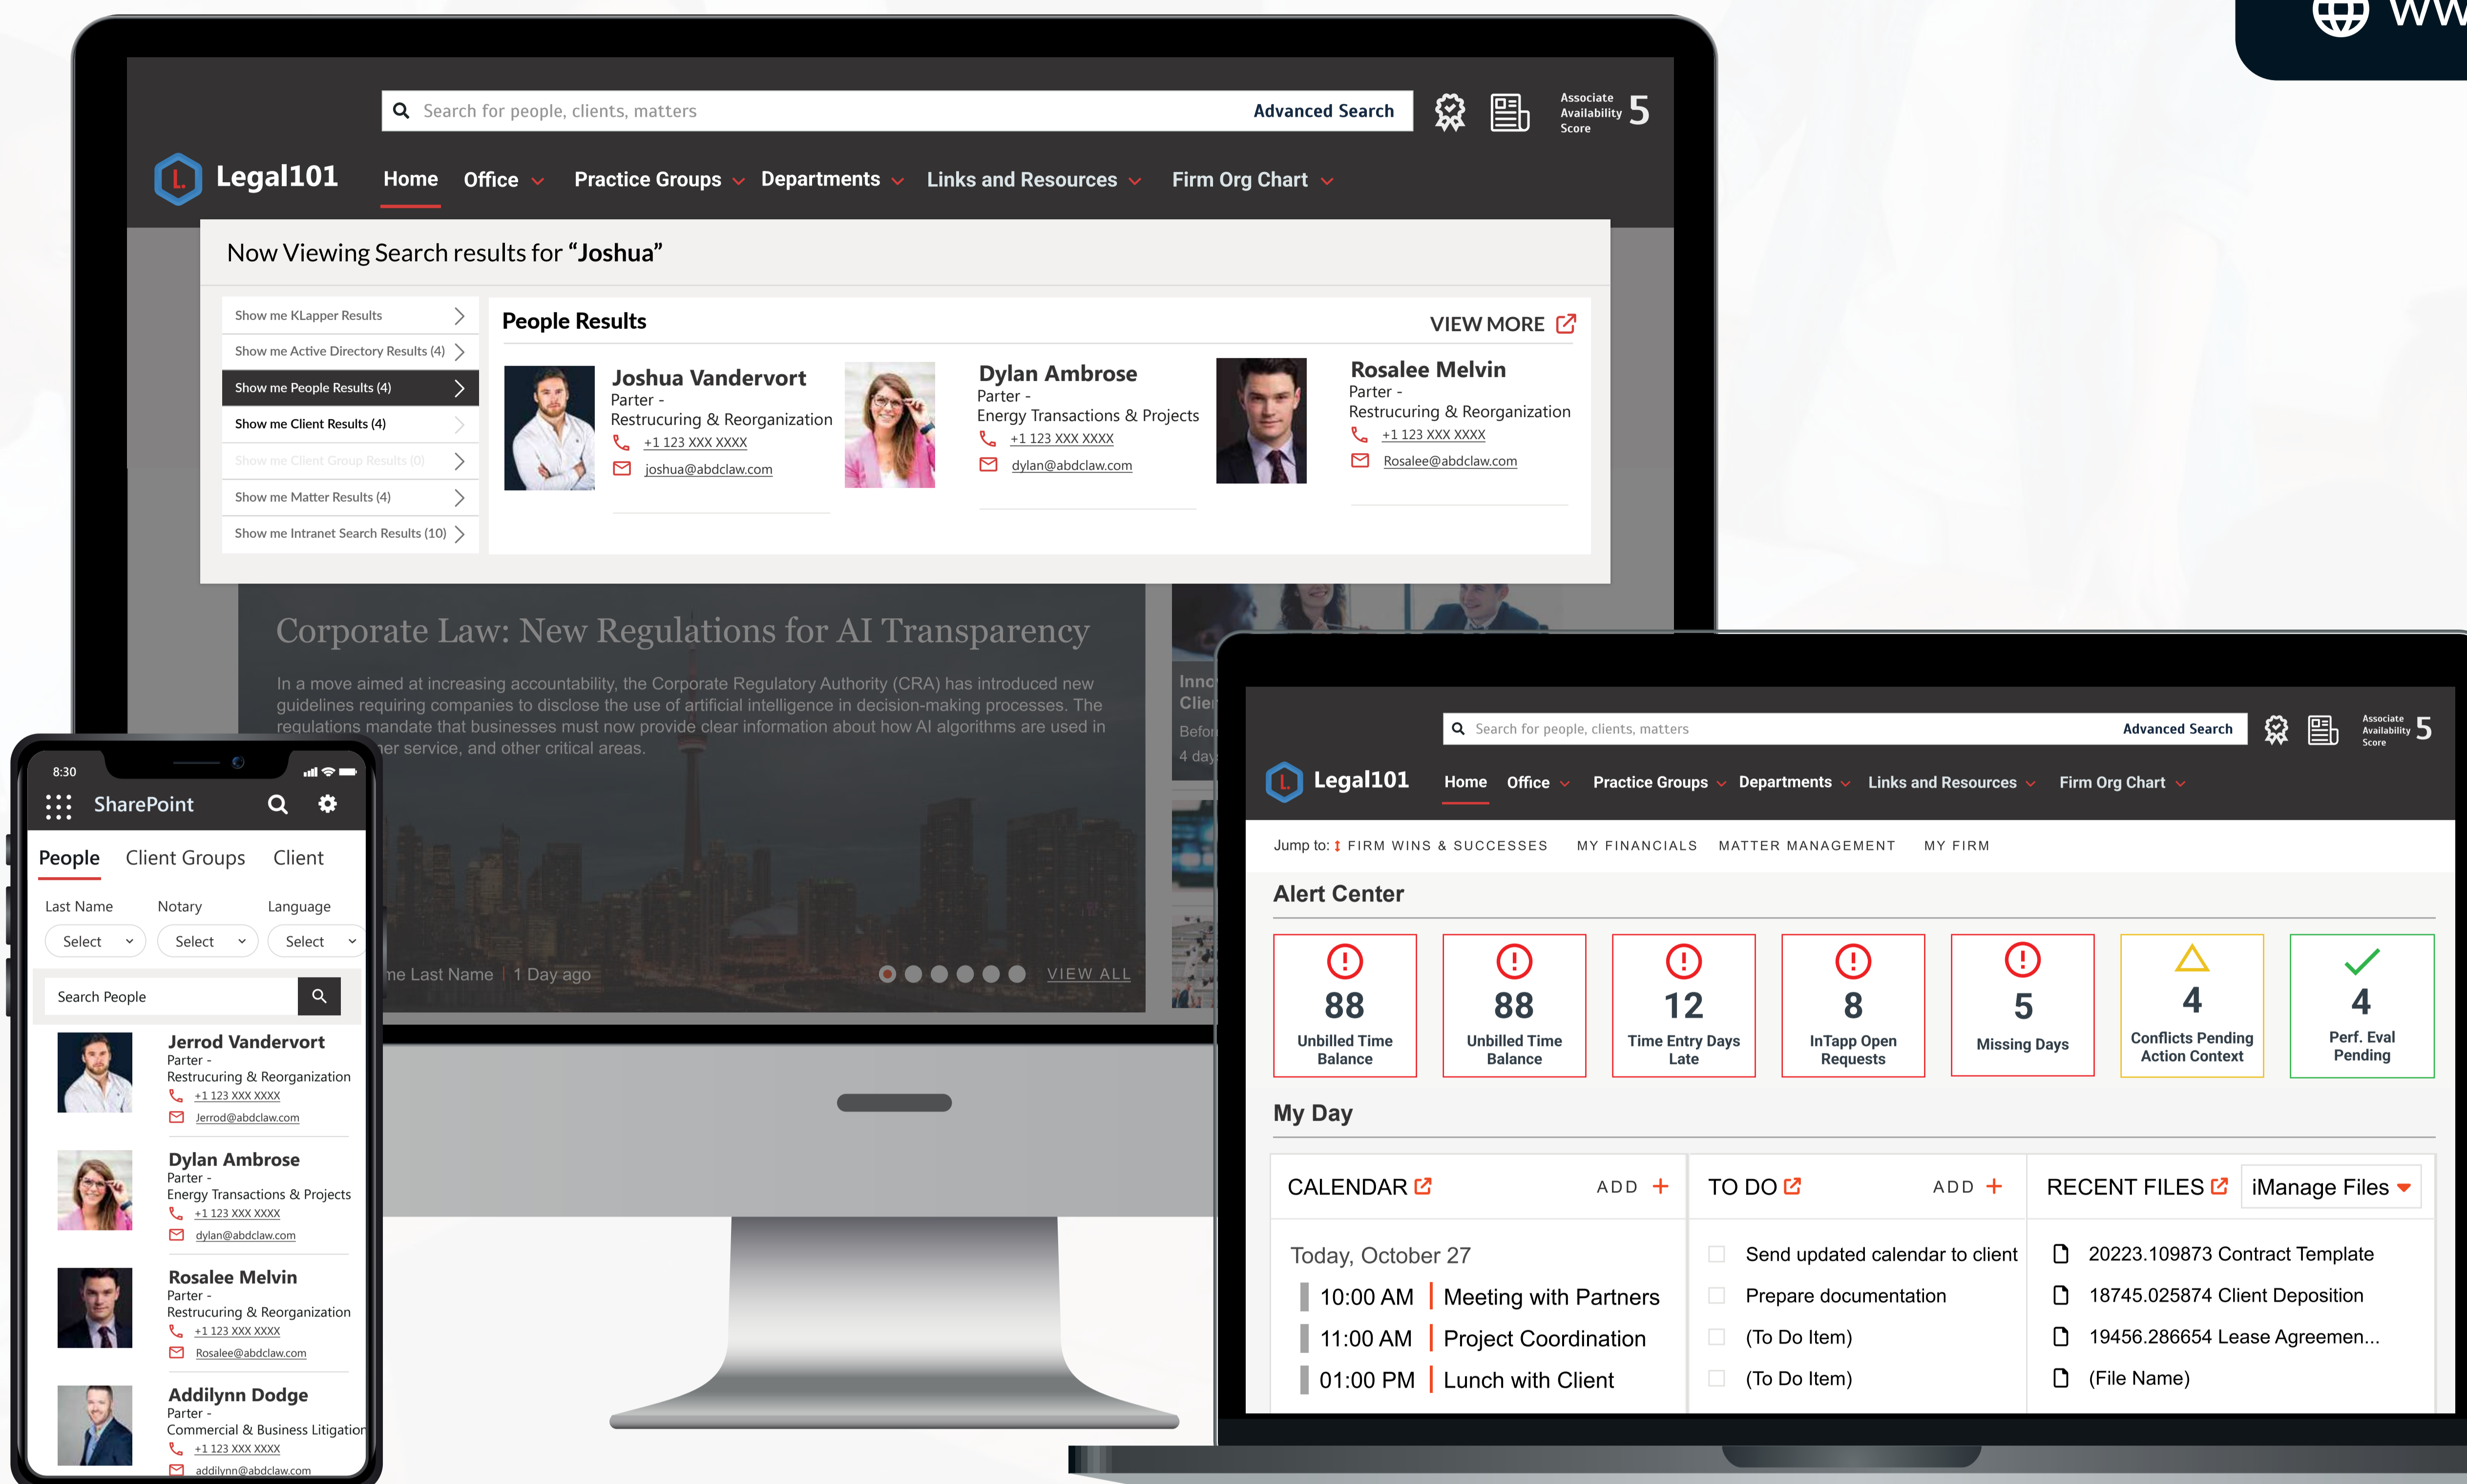 WW
Search for people, clients, matters
Advanced Search
Associate
Availability
Score
5
L.
Legal101
Home
Office
Practice Groups
Departments
Links and Resources
Firm Org Chart
Now Viewing Search results for “Joshua”
Show me KLapper Results
Show me Active Directory Results (4)
Show me People Results (4)
Show me Client Results (4)
Show me Client Group Results (0)
Show me Matter Results (4)
Show me Intranet Search Results (10)
People Results
VIEW MORE
Joshua Vandervort
Parter -
Restrucuring & Reorganization
+1 123 XXX XXXX
joshua@abdclaw.com
Dylan Ambrose
Parter -
Energy Transactions & Projects
+1 123 XXX XXXX
dylan@abdclaw.com
Rosalee Melvin
Parter -
Restrucuring & Reorganization
+1 123 XXX XXXX
Rosalee@abdclaw.com
Corporate Law: New Regulations for AI Transparency
In a move aimed at increasing accountability, the Corporate Regulatory Authority (CRA) has introduced new
guidelines requiring companies to disclose the use of artificial intelligence in decision-making processes. The
regulations mandate that businesses must now provide clear information about how AI algorithms are used in
service, and other critical areas.
Last Name | 1 Day ago
VIEW ALL
4 day
8:30
SharePoint
People
Client Groups
Client
Last Name
Notary
Language
Select
Select
Select
Search People
Jerrod Vandervort
Parter -
Restrucuring & Reorganization
+1 123 XXX XXXX
Jerrod@abdclaw.com
Dylan Ambrose
Parter -
Energy Transactions & Projects
+1 123 XXX XXXX
dylan@abdclaw.com
Rosalee Melvin
Parter -
Restrucuring & Reorganization
+1 123 XXX XXXX
Rosalee@abdclaw.com
Addilynn Dodge
Parter -
Commercial & Business Litigation
+1 123 XXX XXXX
addilynn@abdclaw.com
Search for people, clients, matters
Advanced Search
Associate
Availability
Score
5
L.
Legal101
Home
Office
Practice Groups
Departments
Links and Resources
Firm Org Chart
Jump to: FIRM WINS & SUCCESSES MY FINANCIALS MATTER MANAGEMENT MY FIRM
Alert Center
88
Unbilled Time
Balance
88
Unbilled Time
Balance
12
Time Entry Days
Late
8
InTapp Open
Requests
5
Missing Days
4
Conflicts Pending
Action Context
4
Perf. Eval
Pending
My Day
CALENDAR
ADD +
Today, October 27
10:00 AM | Meeting with Partners
11:00 AM | Project Coordination
01:00 PM | Lunch with Client
TO DO
ADD +
Send updated calendar to client
Prepare documentation
(To Do Item)
(To Do Item)
RECENT FILES
iManage Files
20223.109873 Contract Template
18745.025874 Client Deposition
19456.286654 Lease Agreemen...
(File Name)